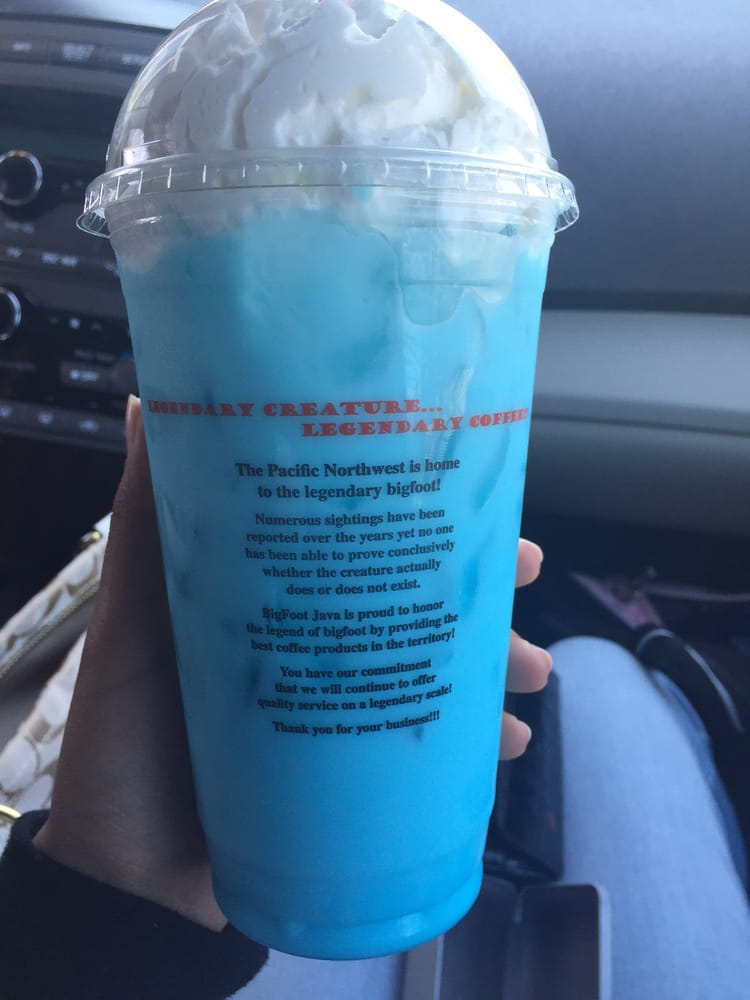 LEGENDARY CREATURE...
LEGENDARY COFFEE!
The Pacific Northwest is home
to the legendary bigfoot!
Numerous sightings have been
reported over the years yet no one
has been able to prove conclusively
whether the creature actually
does or does not exist.
BigFoot Java is proud to honor
the legend of bigfoot by providing the
best coffee products in the territory!
You have our commitment
that we will continue to offer
quality service on a legendary scale!
Thank you for your business!!!